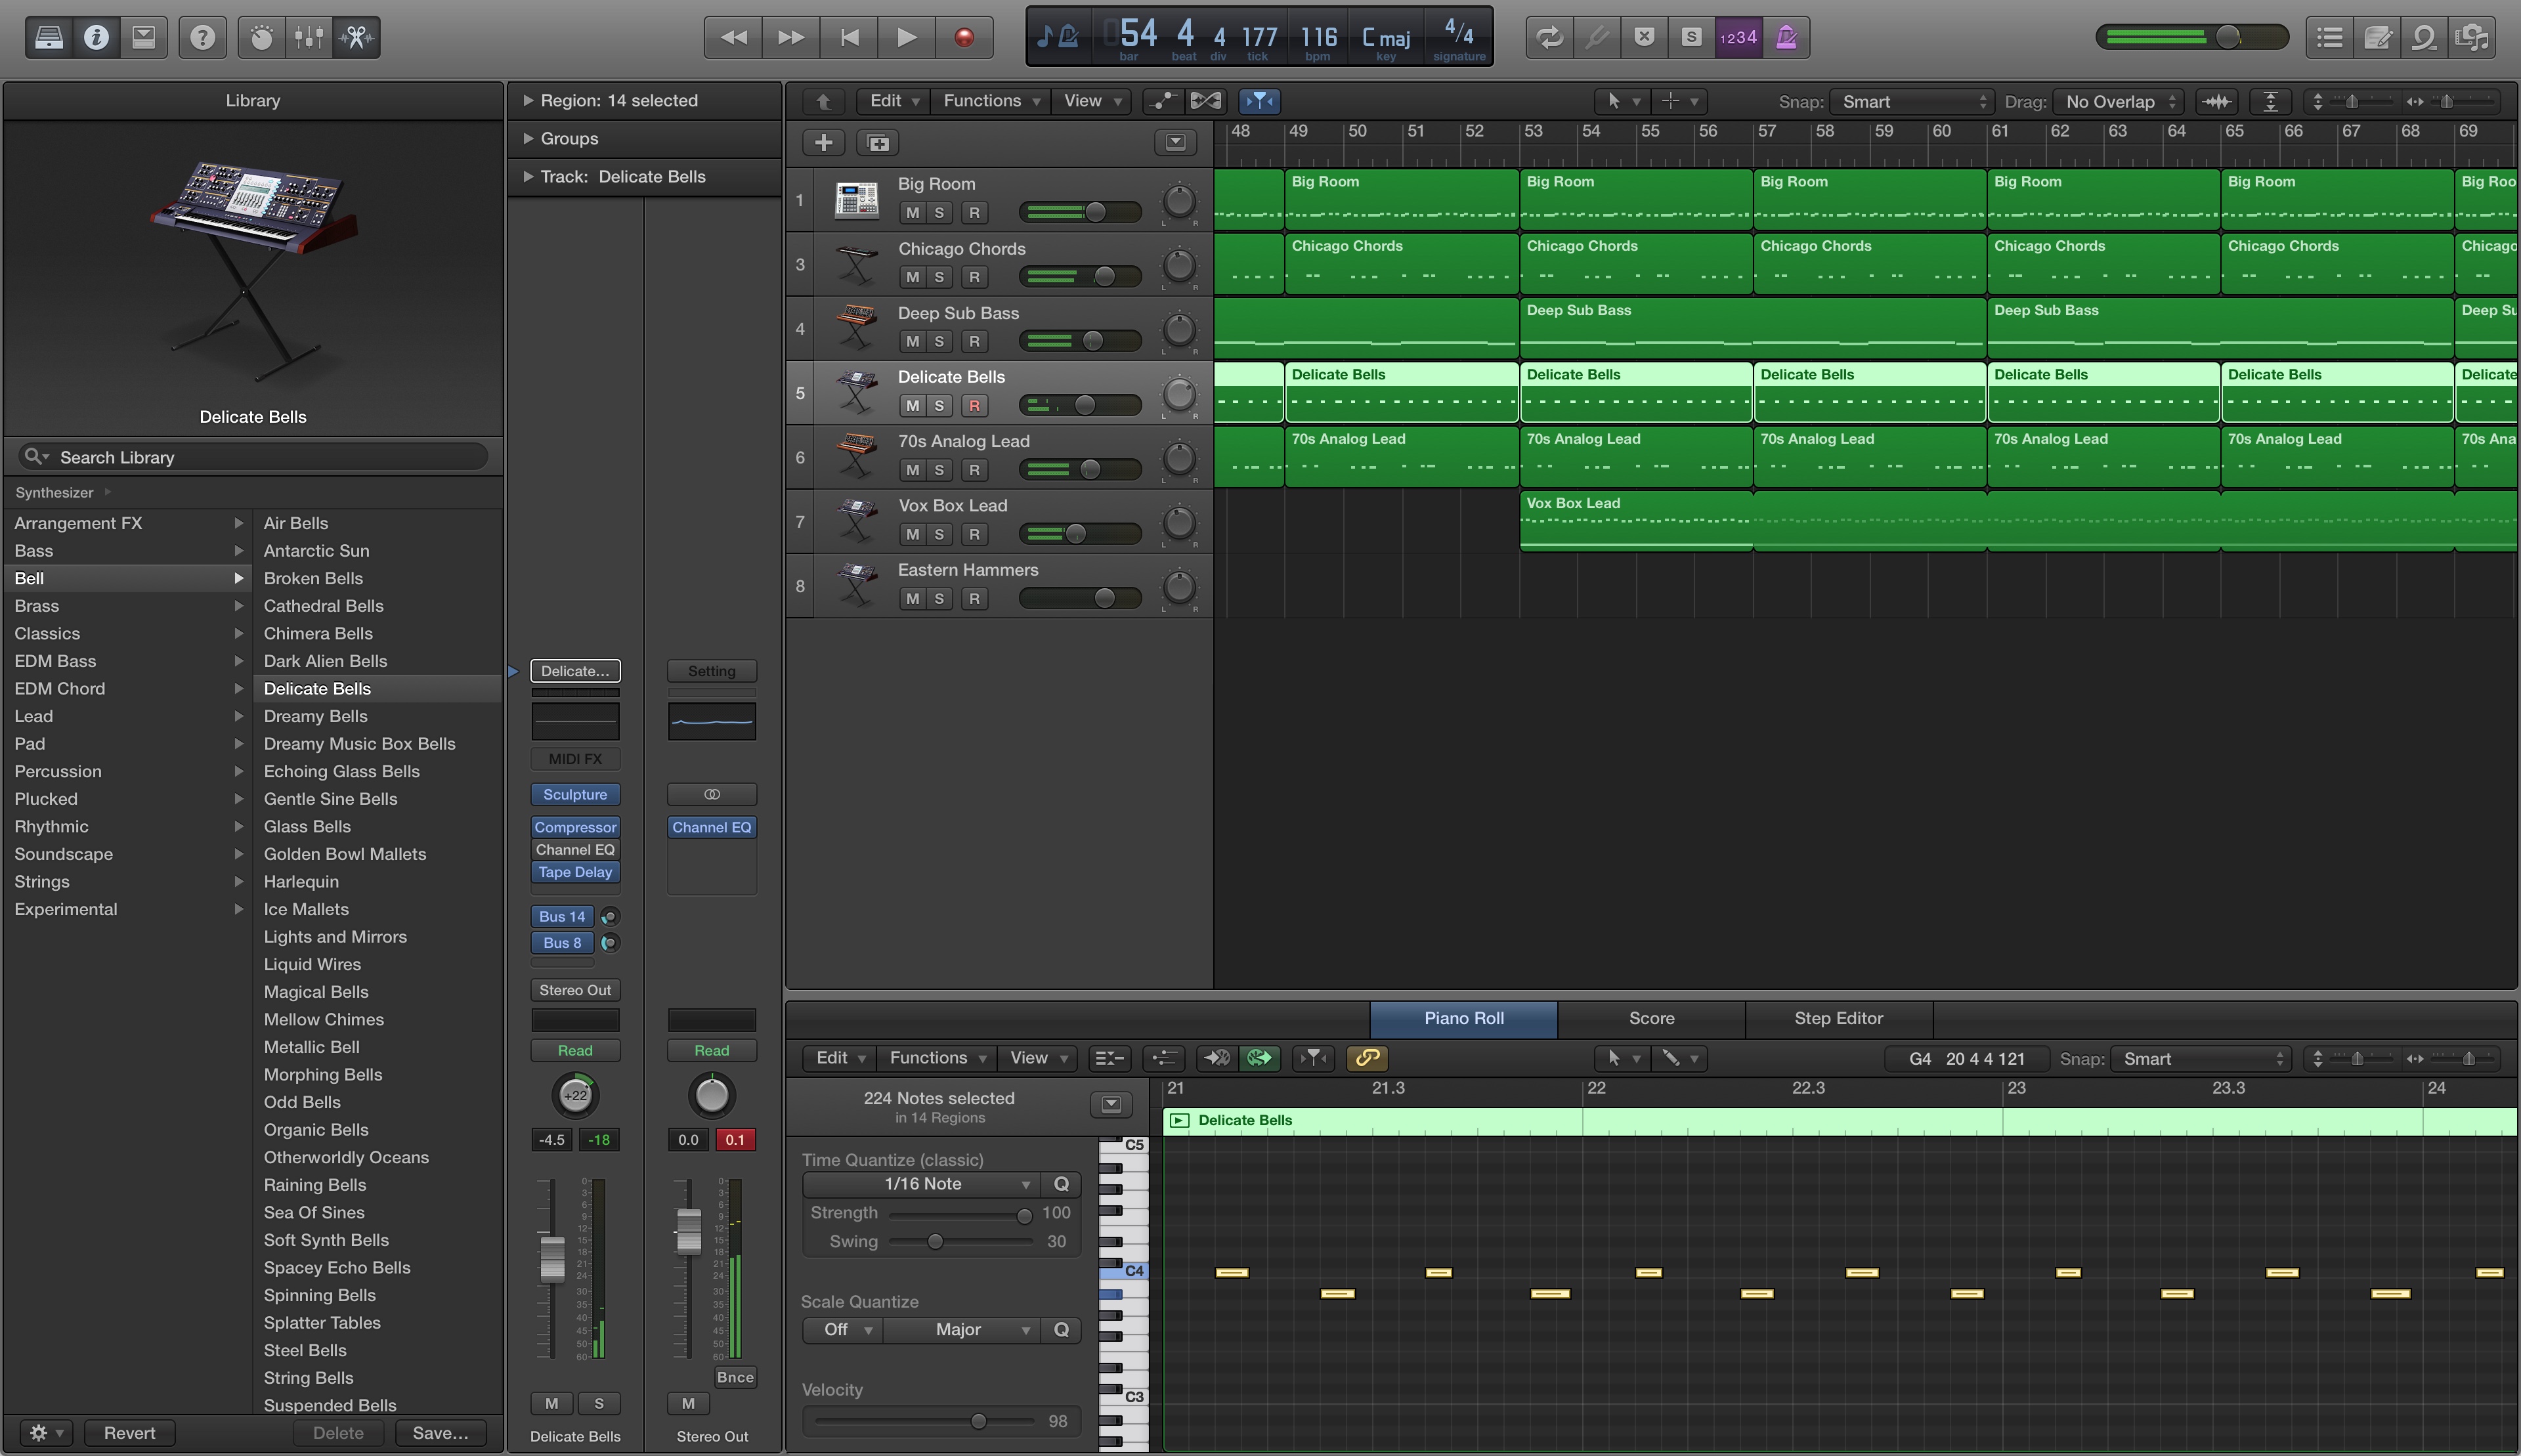 54 4 4 177 116 C maj 4/4
bar beat div tick bpm key signature
S 1234
Library
Delicate Bells
Search Library
Synthesizer
Arrangement FX
Bass
Bell
Brass
Classics
EDM Bass
EDM Chord
Lead
Pad
Percussion
Plucked
Rhythmic
Soundscape
Strings
Experimental
Air Bells
Antarctic Sun
Broken Bells
Cathedral Bells
Chimera Bells
Dark Alien Bells
Delicate Bells
Dreamy Bells
Dreamy Music Box Bells
Echoing Glass Bells
Gentle Sine Bells
Glass Bells
Golden Bowl Mallets
Harlequin
Ice Mallets
Lights and Mirrors
Liquid Wires
Magical Bells
Mellow Chimes
Metallic Bell
Morphing Bells
Odd Bells
Organic Bells
Otherworldly Oceans
Raining Bells
Sea Of Sines
Soft Synth Bells
Spacey Echo Bells
Spinning Bells
Splatter Tables
Steel Bells
String Bells
Suspended Bells
Revert Delete Save...
Region: 14 selected
Groups
Track: Delicate Bells
Delicate... Setting
MIDI FX
Sculpture
Compressor Channel EQ
Channel EQ
Tape Delay
Bus 14
Bus 8
Stereo Out
Read Read
+22
-4.5 -18 0.0 0.1
Bnce
M S M
Delicate Bells Stereo Out
Edit Functions View Snap: Smart Drag: No Overlap
48 49 50 51 52 53 54 55 56 57 58 59 60 61 62 63 64 65 66 67 68 69
1 Big Room
M S R
Big Room Big Room Big Room Big Room Big Room Big Roo
3 Chicago Chords
M S R
Chicago Chords Chicago Chords Chicago Chords Chicago Chords Chicago Chords Chicago
4 Deep Sub Bass
M S R
Deep Sub Bass Deep Sub Bass Deep Su
5 Delicate Bells
M S R
Delicate Bells Delicate Bells Delicate Bells Delicate Bells Delicate Bells Delicate
6 70s Analog Lead
M S R
70s Analog Lead 70s Analog Lead 70s Analog Lead 70s Analog Lead 70s Analog Lead 70s Ana
7 Vox Box Lead
M S R
Vox Box Lead
8 Eastern Hammers
M S R
Piano Roll Score Step Editor
Edit Functions View G4 20 4 4 121 Snap: Smart
21 21.3 22 22.3 23 23.3 24
224 Notes selected
in 14 Regions
Delicate Bells
Time Quantize (classic)
1/16 Note Q
Strength 100
Swing 30
Scale Quantize
Off Major Q
Velocity
98
C5
C4
C3